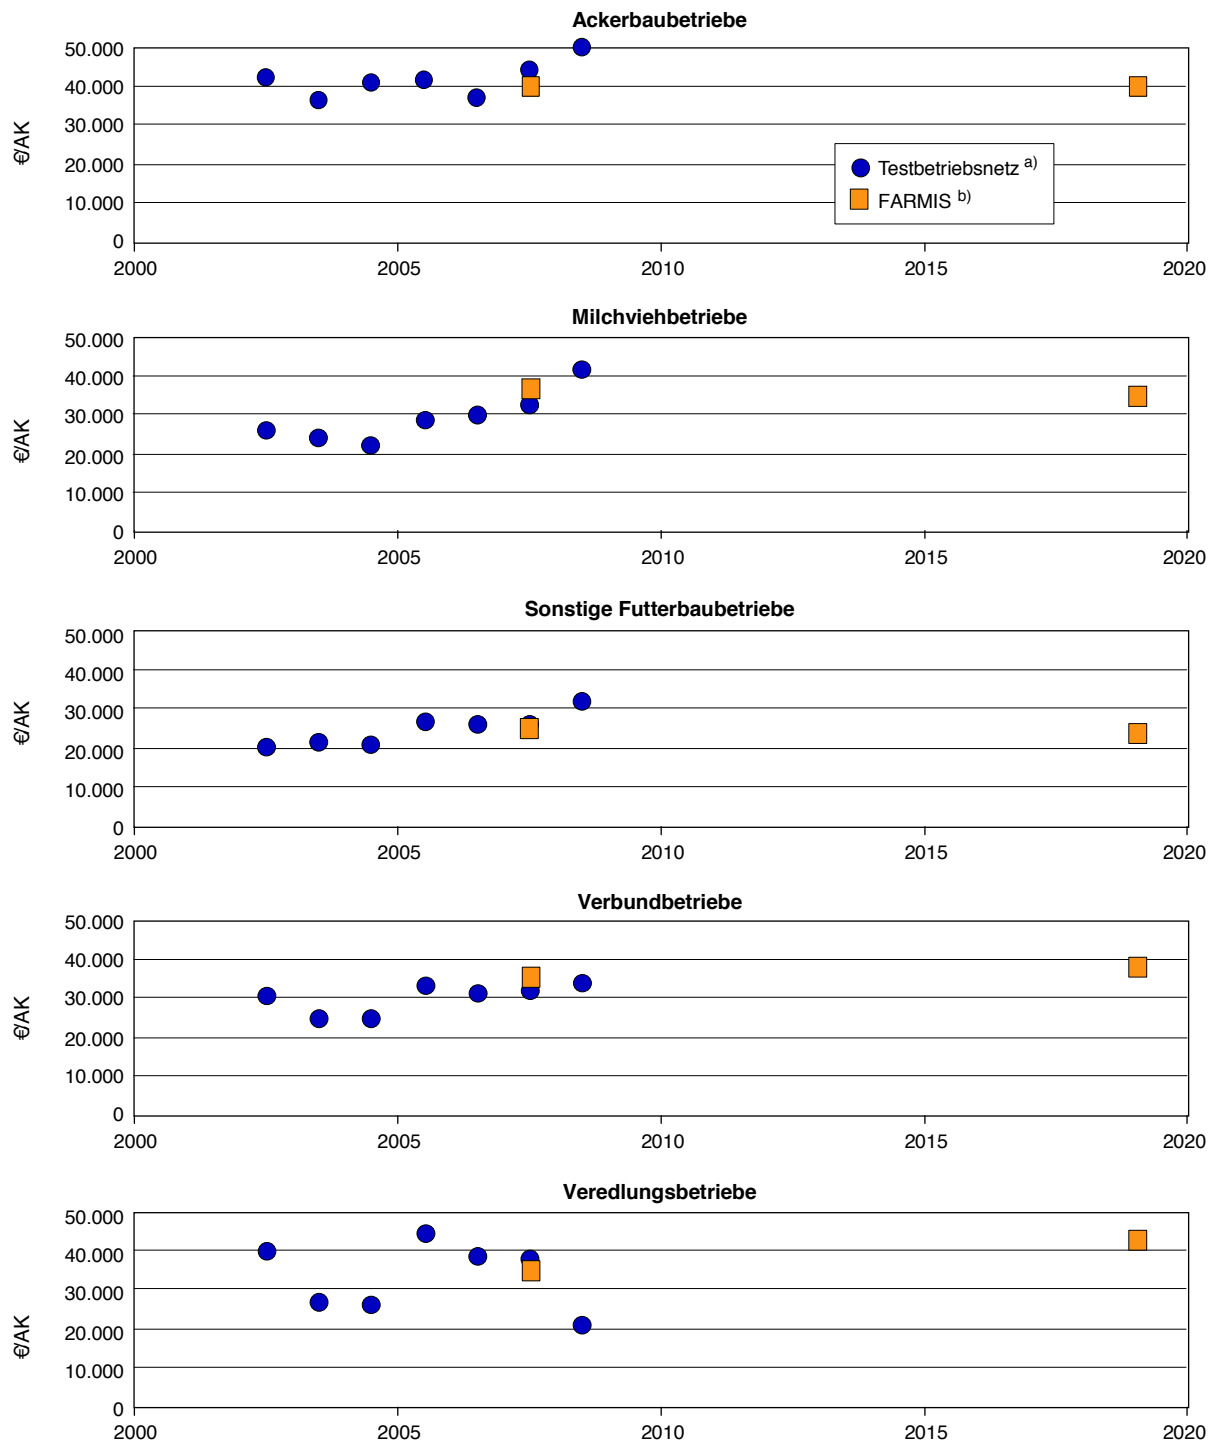 Ackerbaubetriebe
€/AK
50.000
40.000
30.000
20.000
10.000
0
2000 2005 2010 2015 2020
Testbetriebsnetz a)
FARMIS b)
Milchviehbetriebe
€/AK
50.000
40.000
30.000
20.000
10.000
0
2000 2005 2010 2015 2020
Sonstige Futterbaubetriebe
€/AK
50.000
40.000
30.000
20.000
10.000
0
2000 2005 2010 2015 2020
Verbundbetriebe
€/AK
50.000
40.000
30.000
20.000
10.000
0
2000 2005 2010 2015 2020
Veredlungsbetriebe
€/AK
50.000
40.000
30.000
20.000
10.000
0
2000 2005 2010 2015 2020